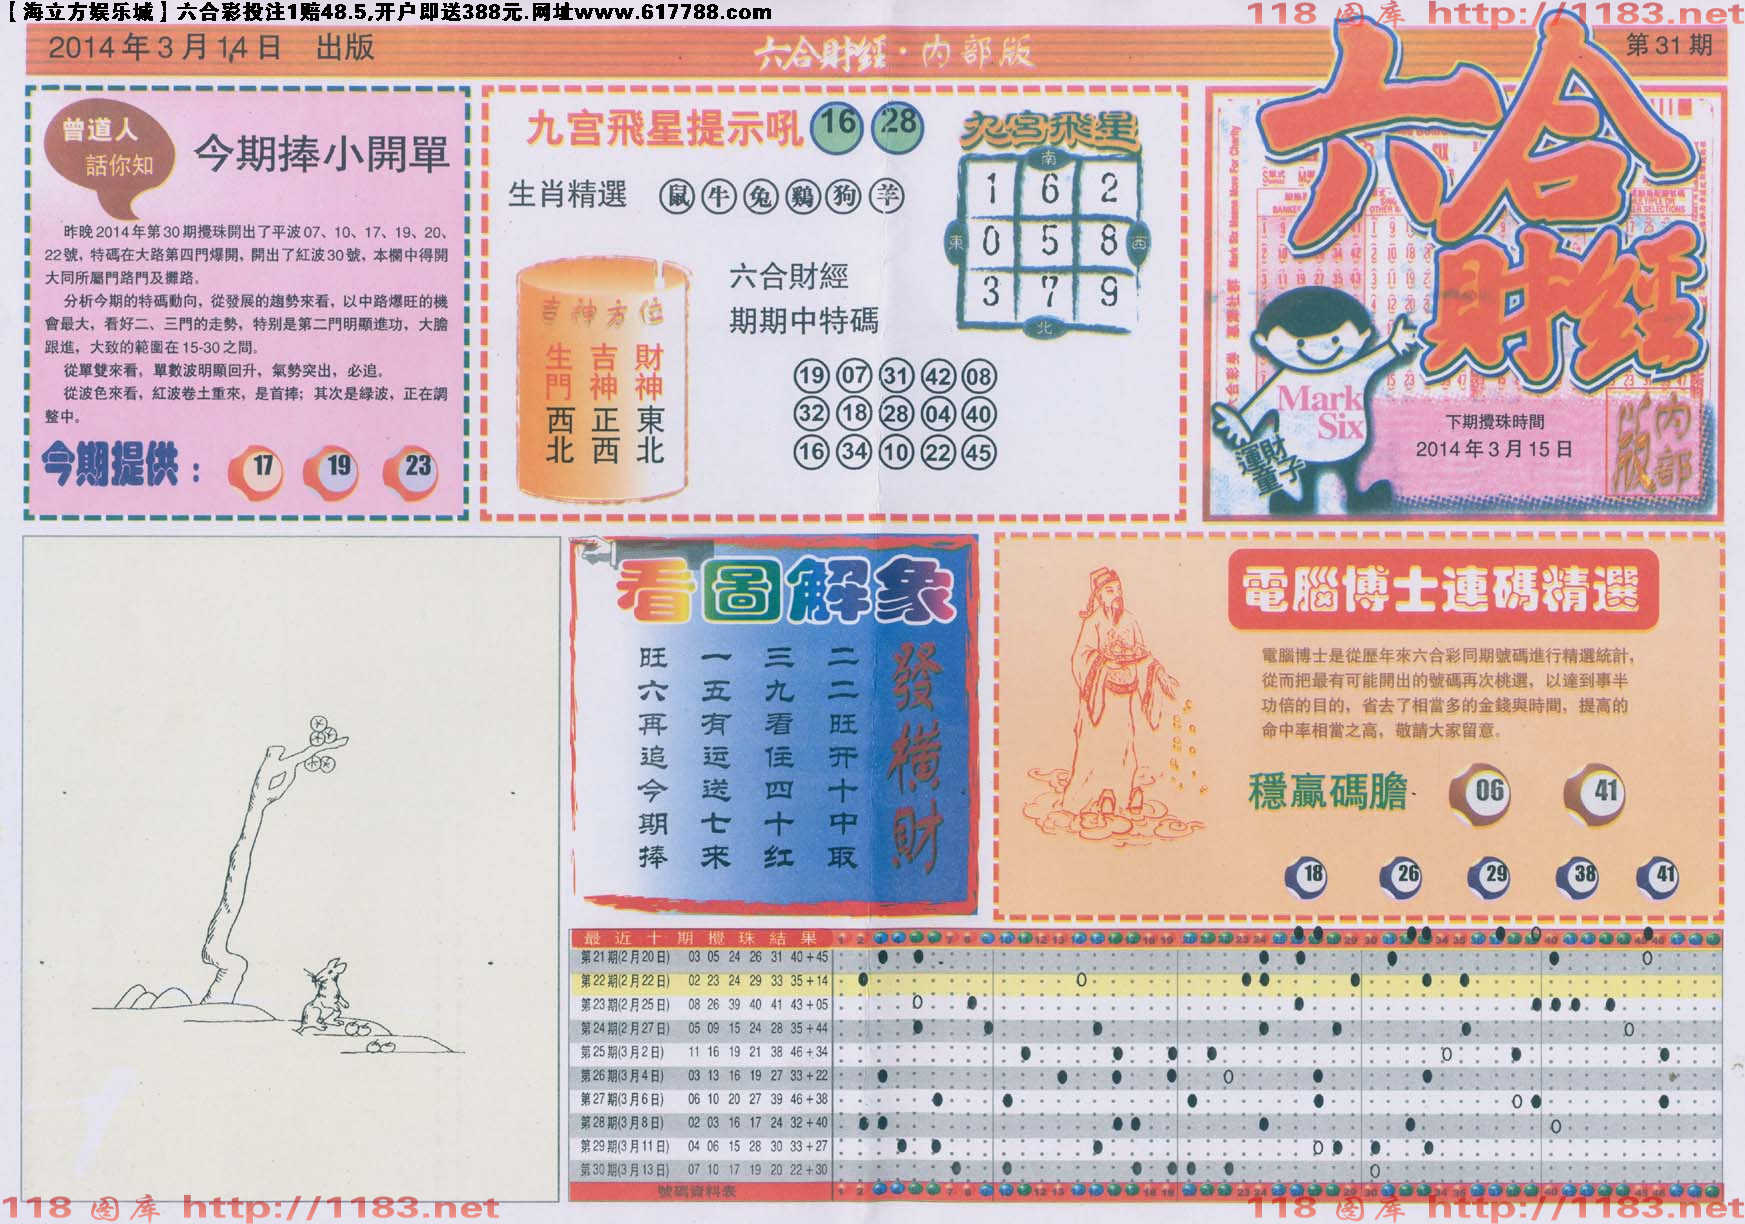 【海立方娱乐城】六合彩投注1赔48.5,开户即送388元.网址www.617788.com
118 图库 http://1183.net
2014年3月14日 出版
六合財經·内部版
第31期
曾道人
話你知
今期捧小開單
昨晚2014年第30期攪珠開出了平波07、10、17、19、20、
22號，特碼在大路第四門爆開，開出了紅波30號，本欄中得開
大同所屬門路門及攤路。
分析今期的特碼動向，從發展的趨勢來看，以中路爆旺的機
會最大，看好二、三門的走勢，特别是第二門明顯進功，大膽
跟進，大致的範圍在15-30之間。
從單雙來看，單數波明顯回升，氣勢突出，必追。
從波色來看，紅波卷土重來，是首捧；其次是緑波，正在調
整中。
今期提供：
17 19 23
九宫飛星提示吼 16 28
生肖精選 鼠 牛 兔 鷄 狗 羊
吉神方位
生門 吉神 財神
西北 正西 東北
六合財經
期期中特碼
19 07 31 42 08
32 18 28 04 40
16 34 10 22 45
九宫飛星
南
1 6 2
東 0 5 8 西
3 7 9
北
六合
財經
Mark
Six
運財
童子
下期攪珠時間
2014年3月15日
内部
版
看圖解象
發橫財
二二旺开十中取
三九看住四十红
一五有运送七来
旺六再追今期捧
電腦博士連碼精選
電腦博士是從歷年來六合彩同期號碼進行精選統計，
從而把最有可能開出的號碼再次桃選，以達到事半
功倍的目的，省去了相當多的金錢與時間，提高的
命中率相當之高，敬請大家留意。
穩贏碼膽 06 41
18 26 29 38 41
最近十期攪珠結果
第21期(2月20日) 03 05 24 26 31 40+45
第22期(2月22日) 02 23 24 29 33 35+14
第23期(2月25日) 08 26 39 40 41 43+05
第24期(2月27日) 05 09 15 24 28 35+44
第25期(3月2日) 11 16 19 21 38 46+34
第26期(3月4日) 03 13 16 19 27 33+22
第27期(3月6日) 06 10 20 27 39 46+38
第28期(3月8日) 02 03 16 17 24 32+40
第29期(3月11日) 04 06 15 28 30 33+27
第30期(3月13日) 07 10 17 19 20 22+30
號碼資料表
118 图库 http://1183.net
118 图库 http://1183.net